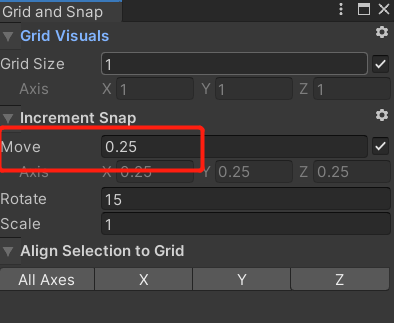 Grid and Snap
Grid Visuals
Grid Size 1
Axis X 1 Y 1 Z 1
Increment Snap
Move 0.25
Axis X 0.25 Y 0.25 Z 0.25
Rotate 15
Scale 1
Align Selection to Grid
All Axes X Y Z